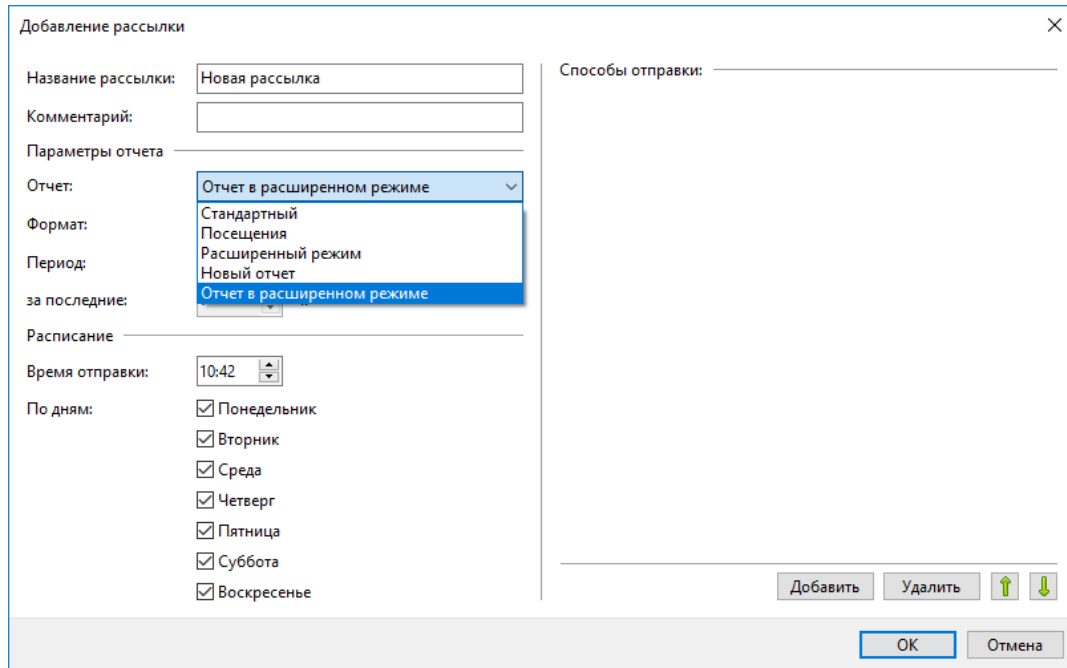 Добавление рассылки
Название рассылки: Новая рассылка
Комментарий:
Параметры отчета
Отчет: Отчет в расширенном режиме
Стандартный
Посещения
Расширенный режим
Новый отчет
Отчет в расширенном режиме
Формат:
Период:
за последние:
Расписание
Время отправки: 10:42
По дням:
Понедельник
Вторник
Среда
Четверг
Пятница
Суббота
Воскресенье
Способы отправки:
Добавить Удалить
OK Отмена